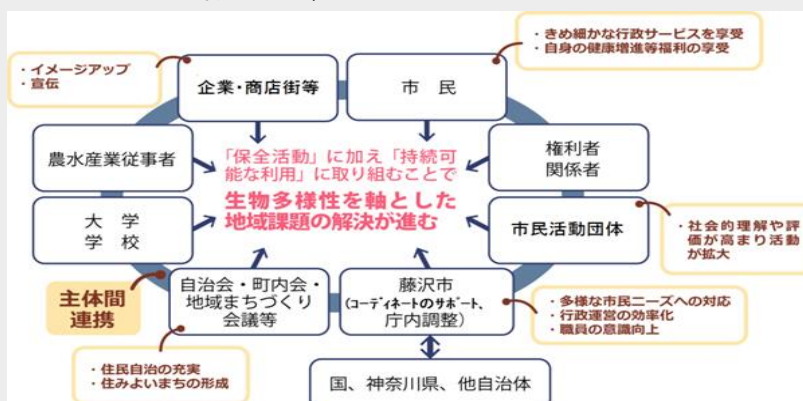 ・きめ細かな行政サービスを享受
・自身の健康増進等福利の享受
・イメージアップ
・宣伝
企業・商店街等
市 民
農水産業従事者
「保全活動」に加え「持続可
能な利用」に取り組むことで
生物多様性を軸とした
地域課題の解決が進む
権利者
関係者
大 学
学 校
市民活動団体
・社会的理解や評
価が高まり活動
が拡大
主体間
連携
自治会・町内会・
地域まちづくり
会議等
藤沢市
(コーディネートのサポート、
庁内調整)
・多様な市民ニーズへの対応
・行政運営の効率化
・職員の意識向上
・住民自治の充実
・住みよいまちの形成
国、神奈川県、他自治体